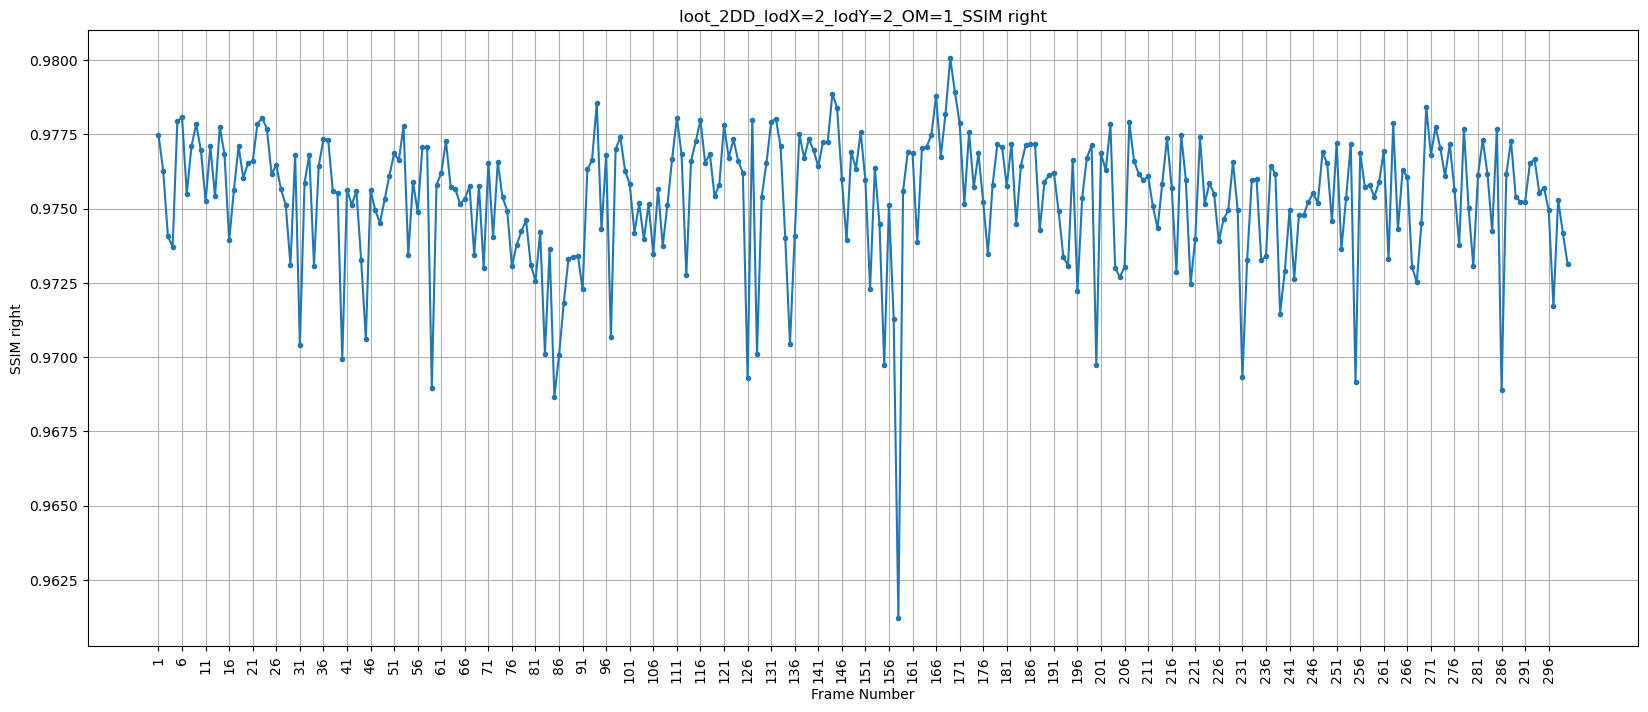 loot_2DD_lodX=2_lodY=2_OM=1_SSIM right
0.9800
0.9775
0.9750
0.9725
0.9700
0.9675
0.9650
0.9625
SSIM right
1 6 11 16 21 26 31 36 41 46 51 56 61 66 71 76 81 86 91 96 101 106 111 116 121 126 131 136 141 146 151 156 161 166 171 176 181 186 191 196 201 206 211 216 221 226 231 236 241 246 251 256 261 266 271 276 281 286 291 296
Frame Number